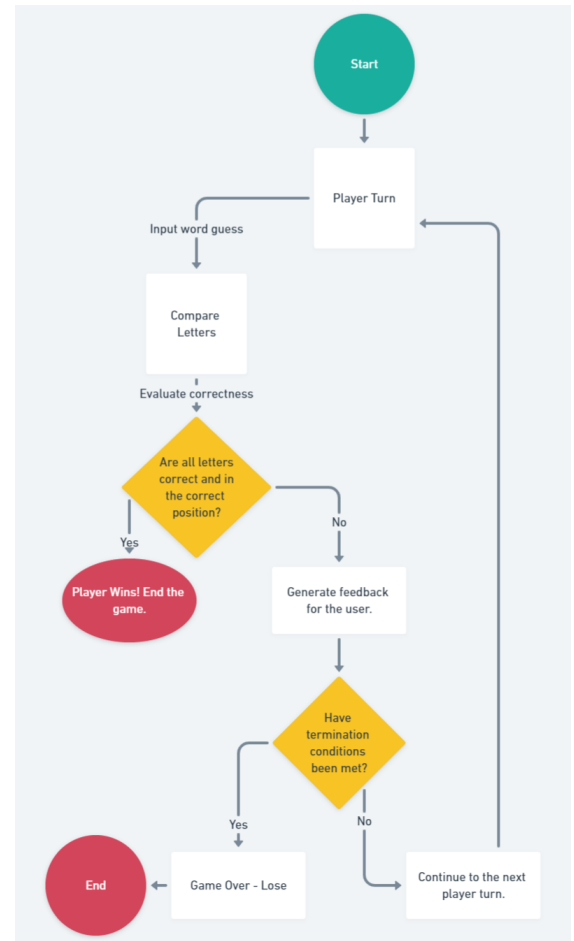 Start
Player Turn
Input word guess
Compare
Letters
Evaluate correctness
Are all letters
correct and in
the correct
position?
No
Yes
Player Wins! End the
game.
Generate feedback
for the user.
Have
termination
conditions
been met?
Yes
No
End
Game Over - Lose
Continue to the next
player turn.